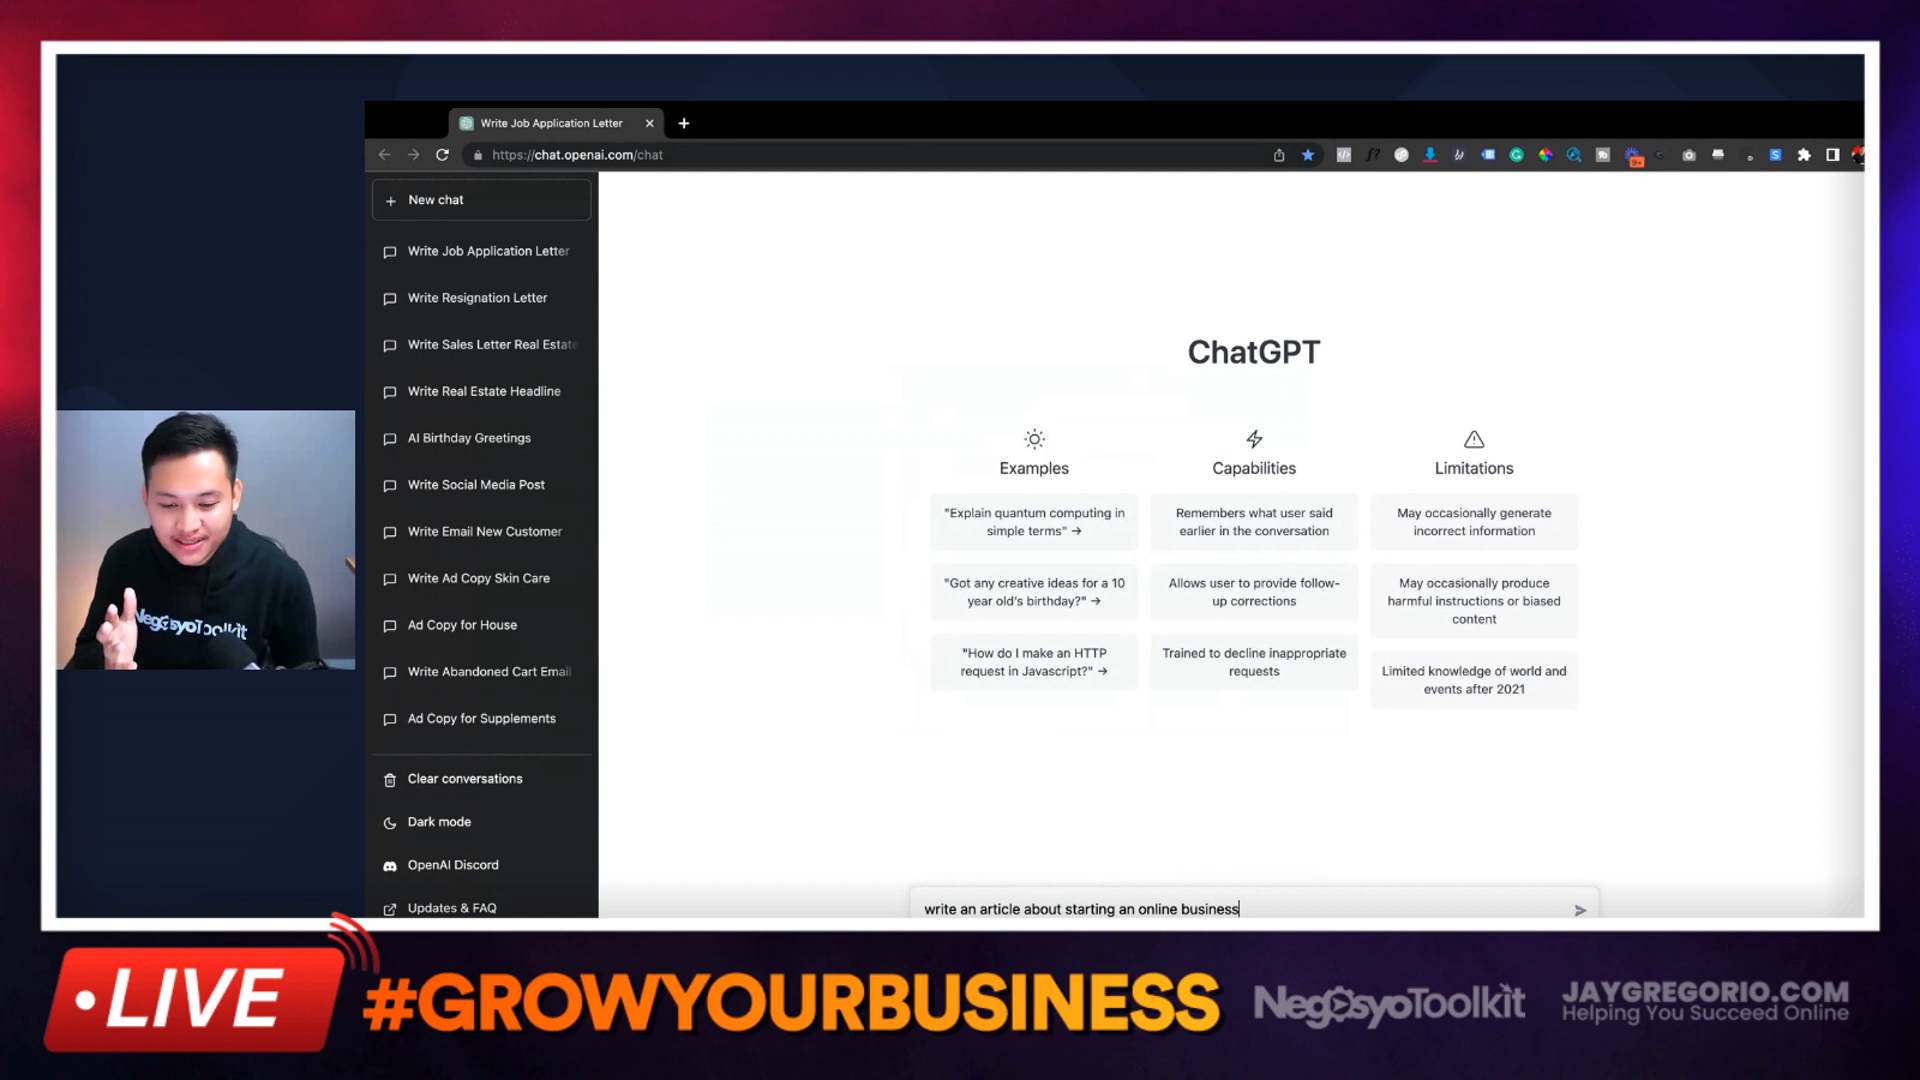 Write Job Application Letter
https://chat.openai.com/chat
9+
New chat
Write Job Application Letter
Write Resignation Letter
Write Sales Letter Real Estate
Write Real Estate Headline
AI Birthday Greetings
Write Social Media Post
Write Email New Customer
Write Ad Copy Skin Care
Ad Copy for House
Write Abandoned Cart Email
Ad Copy for Supplements
Clear conversations
Dark mode
OpenAI Discord
Updates & FAQ
ChatGPT
Examples
"Explain quantum computing in
simple terms" →
"Got any creative ideas for a 10
year old's birthday?" →
"How do I make an HTTP
request in Javascript?" →
Capabilities
Remembers what user said
earlier in the conversation
Allows user to provide follow-
up corrections
Trained to decline inappropriate
requests
Limitations
May occasionally generate
incorrect information
May occasionally produce
harmful instructions or biased
content
Limited knowledge of world and
events after 2021
write an article about starting an online business
NegosyoToolkit
LIVE
#GROWYOURBUSINESS
NegosyoToolkit
JAYGREGORIO.COM
Helping You Succeed Online